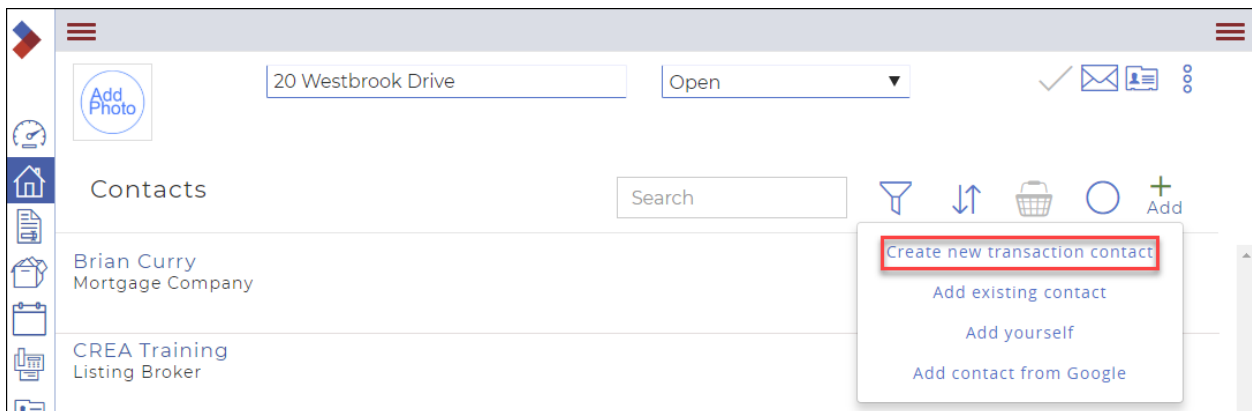 Add
Photo
20 Westbrook Drive
Open
Contacts
Search
Add
Create new transaction contact
Add existing contact
Add yourself
Add contact from Google
Brian Curry
Mortgage Company
CREA Training
Listing Broker